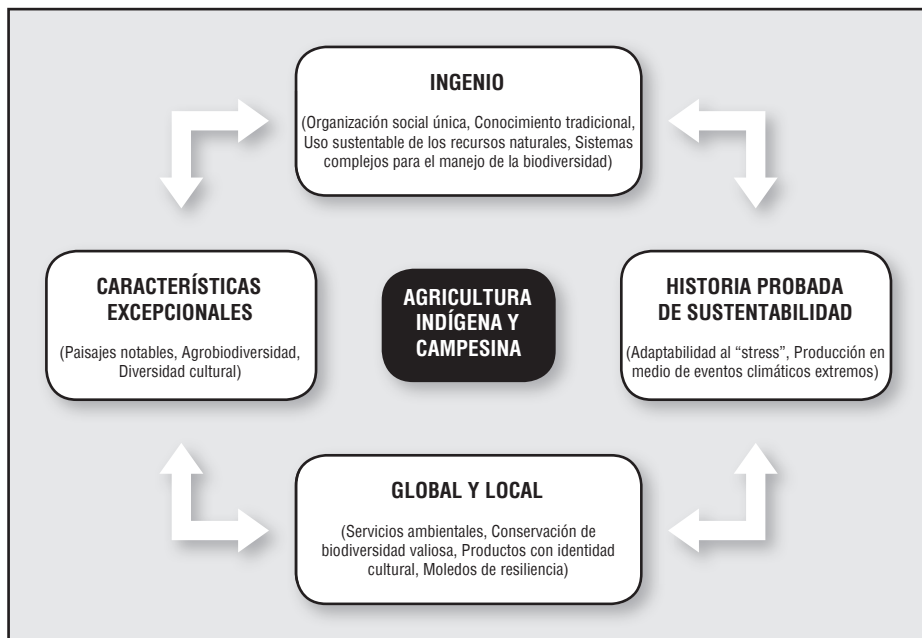 INGENIO
(Organización social única, Conocimiento tradicional,
Uso sustentable de los recursos naturales, Sistemas
complejos para el manejo de la biodiversidad)
CARACTERÍSTICAS
EXCEPCIONALES
(Paisajes notables, Agrobiodiversidad,
Diversidad cultural)
AGRICULTURA
INDÍGENA Y
CAMPESINA
HISTORIA PROBADA
DE SUSTENTABILIDAD
(Adaptabilidad al “stress”, Producción en
medio de eventos climáticos extremos)
GLOBAL Y LOCAL
(Servicios ambientales, Conservación de
biodiversidad valiosa, Productos con identidad
cultural, Moledos de resiliencia)